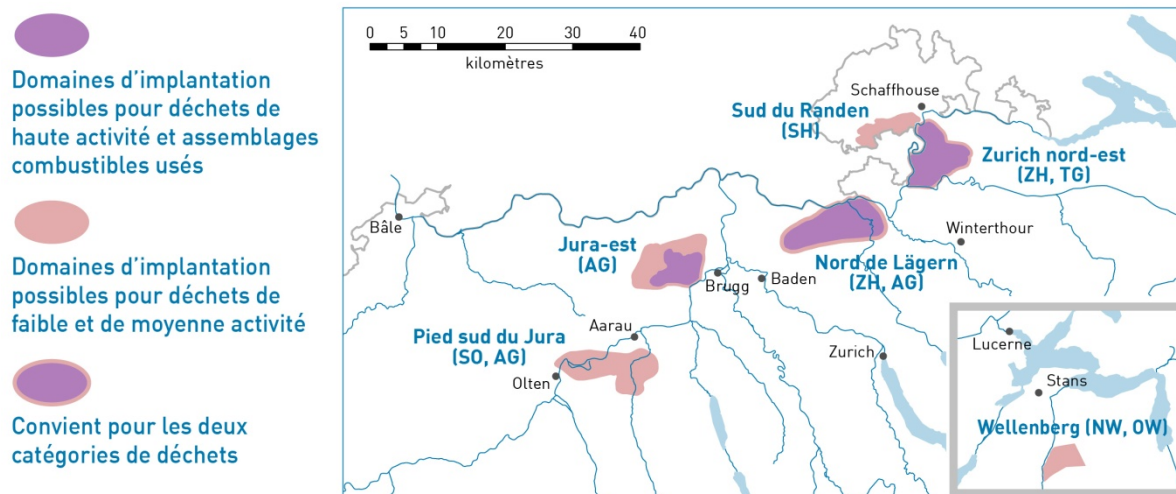 Domaines d'implantation
possibles pour déchets de
haute activité et assemblages
combustibles usés
Domaines d'implantation
possibles pour déchets de
faible et de moyenne activité
Convient pour les deux
catégories de déchets
0 5 10 20 30 40
kilomètres
Schaffhouse
Sud du Randen
(SH)
Zurich nord-est
(ZH, TG)
Bâle
Winterthour
Jura-est
(AG)
Nord de Lägern
(ZH, AG)
Brugg
Baden
Aarau
Pied sud du Jura
(SO, AG)
Olten
Zurich
Lucerne
Stans
Wellenberg (NW, OW)